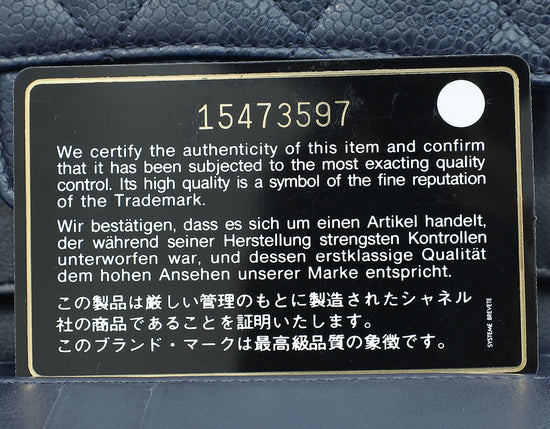 15473597
We certify the authenticity of this item and confirm
that it has been subjected to the most exacting quality
control. Its high quality is a symbol of the fine reputation
of the Trademark.
Wir bestätigen, dass es sich um einen Artikel handelt,
der während seiner Herstellung strengsten Kontrollen
unterworfen war, und dessen erstklassige Qualität
dem hohen Ansehen unserer Marke entspricht.
この製品は厳しい管理のもとに製造されたシャネル
社の商品であることを証明いたします。
このブランド・マークは最高級品質の象徴です。
SYSTEME BREVETE